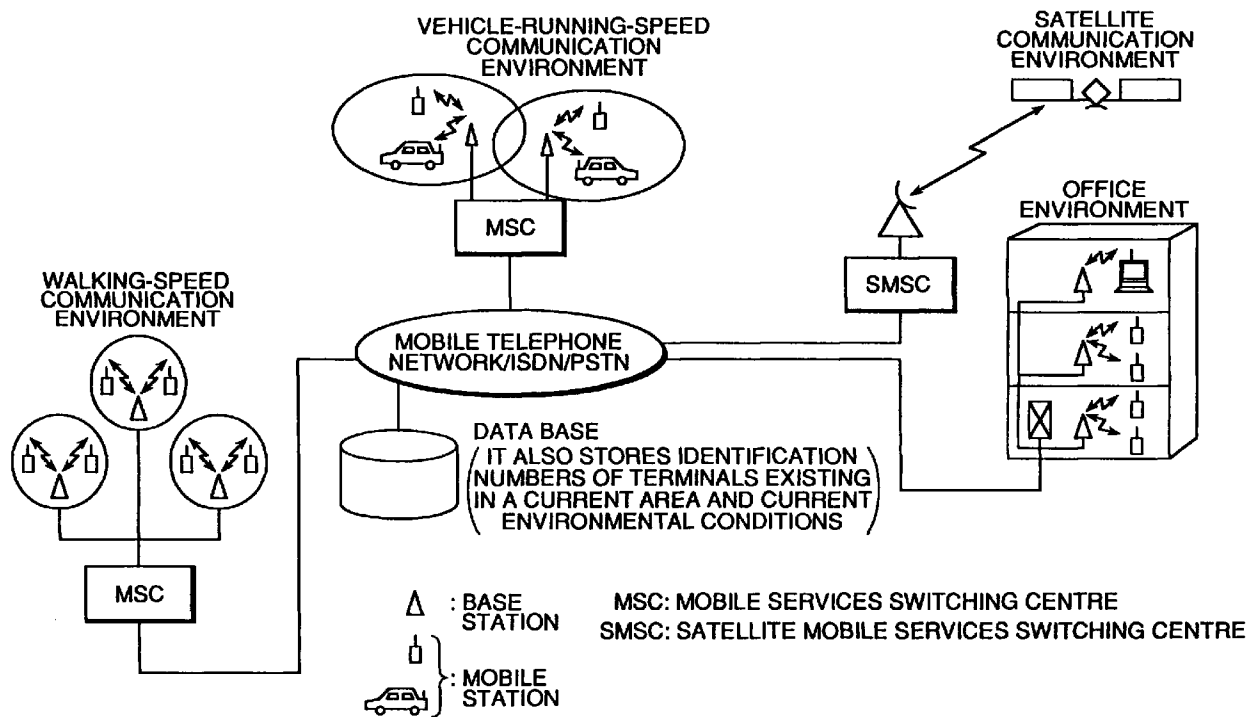 VEHICLE-RUNNING-SPEED
COMMUNICATION
ENVIRONMENT
SATELLITE
COMMUNICATION
ENVIRONMENT
MSC
OFFICE
ENVIRONMENT
SMSC
WALKING-SPEED
COMMUNICATION
ENVIRONMENT
MOBILE TELEPHONE
NETWORK/ISDN/PSTN
DATA BASE
(IT ALSO STORES IDENTIFICATION
NUMBERS OF TERMINALS EXISTING
IN A CURRENT AREA AND CURRENT
ENVIRONMENTAL CONDITIONS)
MSC
: BASE
STATION
MSC: MOBILE SERVICES SWITCHING CENTRE
SMSC: SATELLITE MOBILE SERVICES SWITCHING CENTRE
: MOBILE
STATION